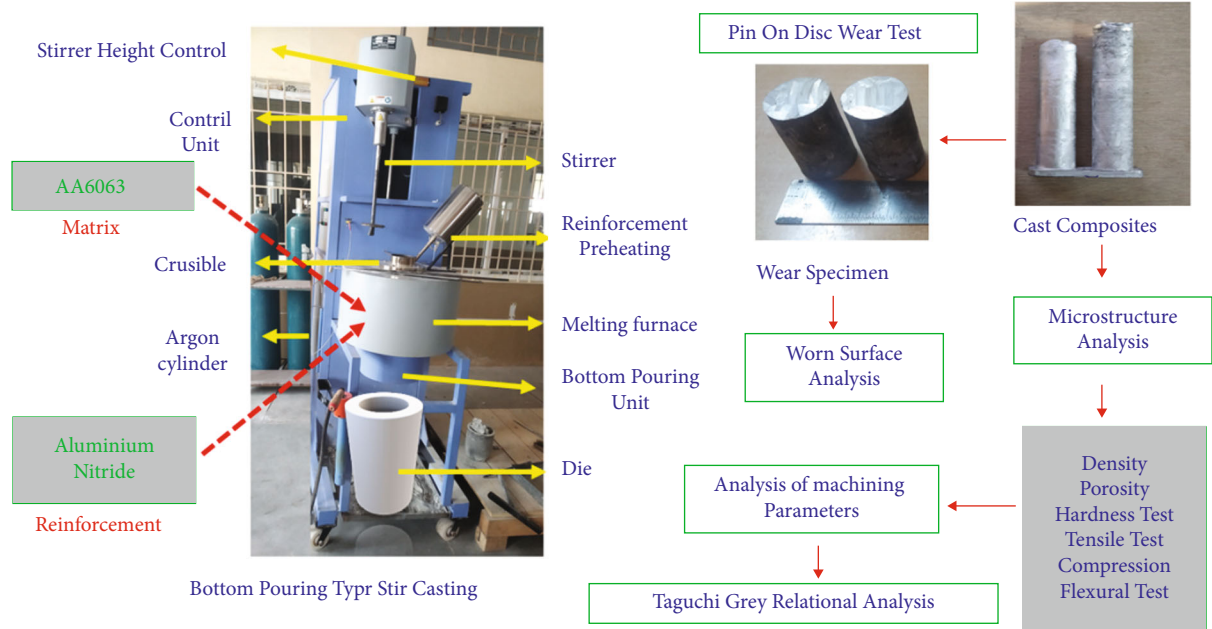 Stirrer Height Control
Contril
Unit
AA6063
Matrix
Crusible
Argon
cylinder
Aluminium
Nitride
Reinforcement
Stirrer
Reinforcement
Preheating
Melting furnace
Bottom Pouring
Unit
Die
Bottom Pouring Typr Stir Casting
Pin On Disc Wear Test
Wear Specimen
Worn Surface
Analysis
Cast Composites
Microstructure
Analysis
Density
Porosity
Hardness Test
Tensile Test
Compression
Flexural Test
Analysis of machining
Parameters
Taguchi Grey Relational Analysis